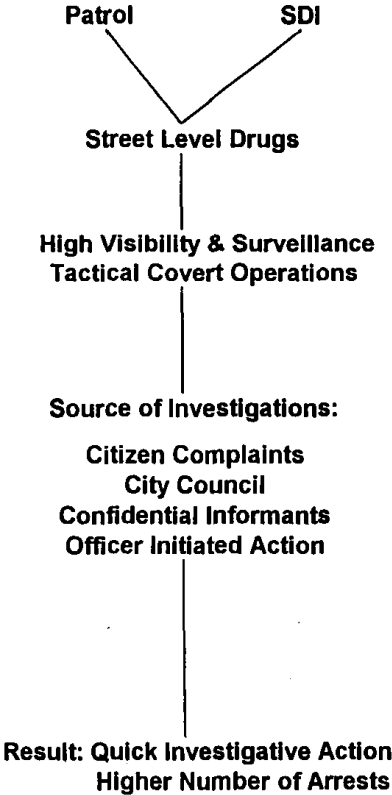 Patrol SDI
Street Level Drugs
High Visibility & Surveillance
Tactical Covert Operations
Source of Investigations:
Citizen Complaints
City Council
Confidential Informants
Officer Initiated Action
Result: Quick Investigative Action
Higher Number of Arrests